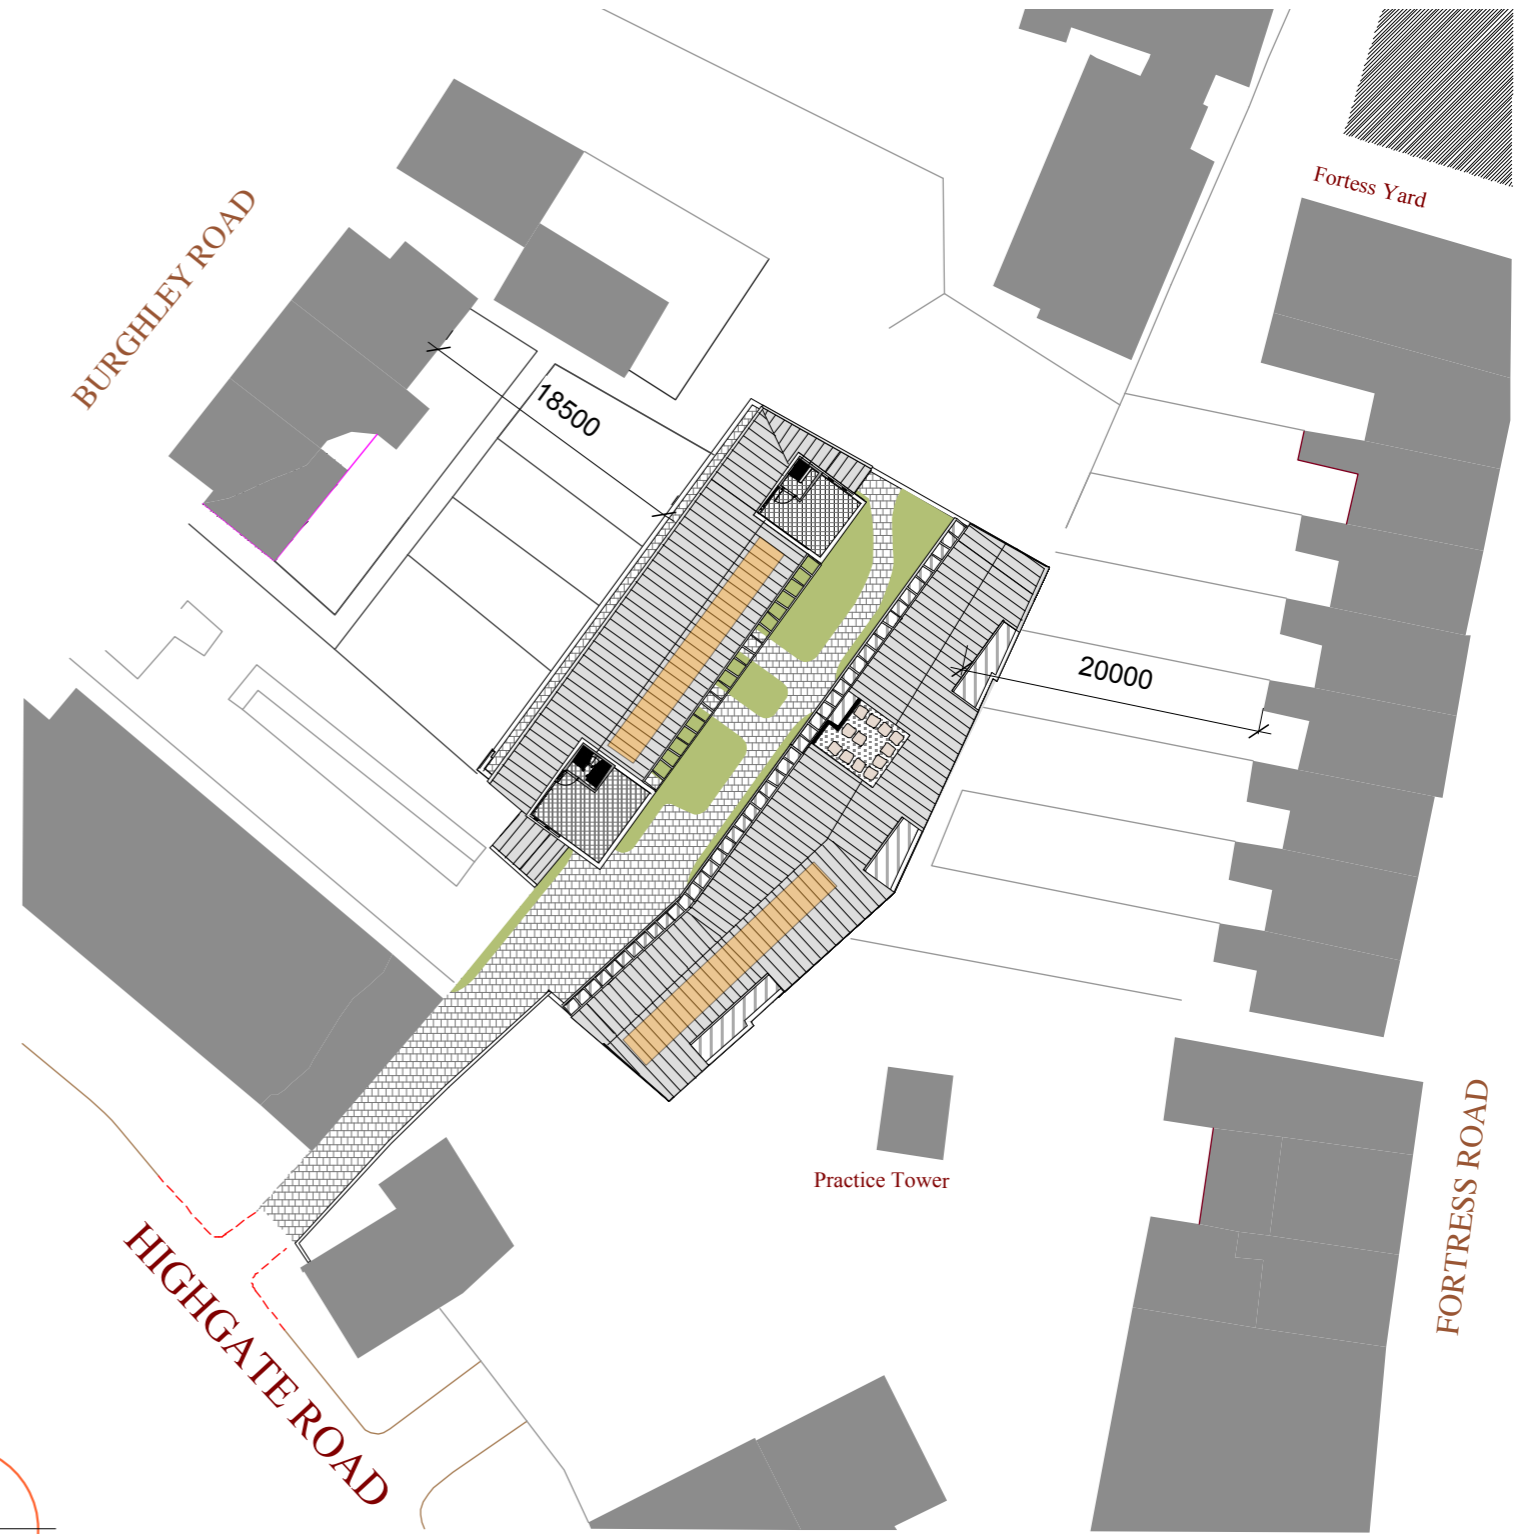 Fortess Yard
BURGHLEY ROAD
18500
20000
Practice Tower
FORTRESS ROAD
HIGHGATE ROAD